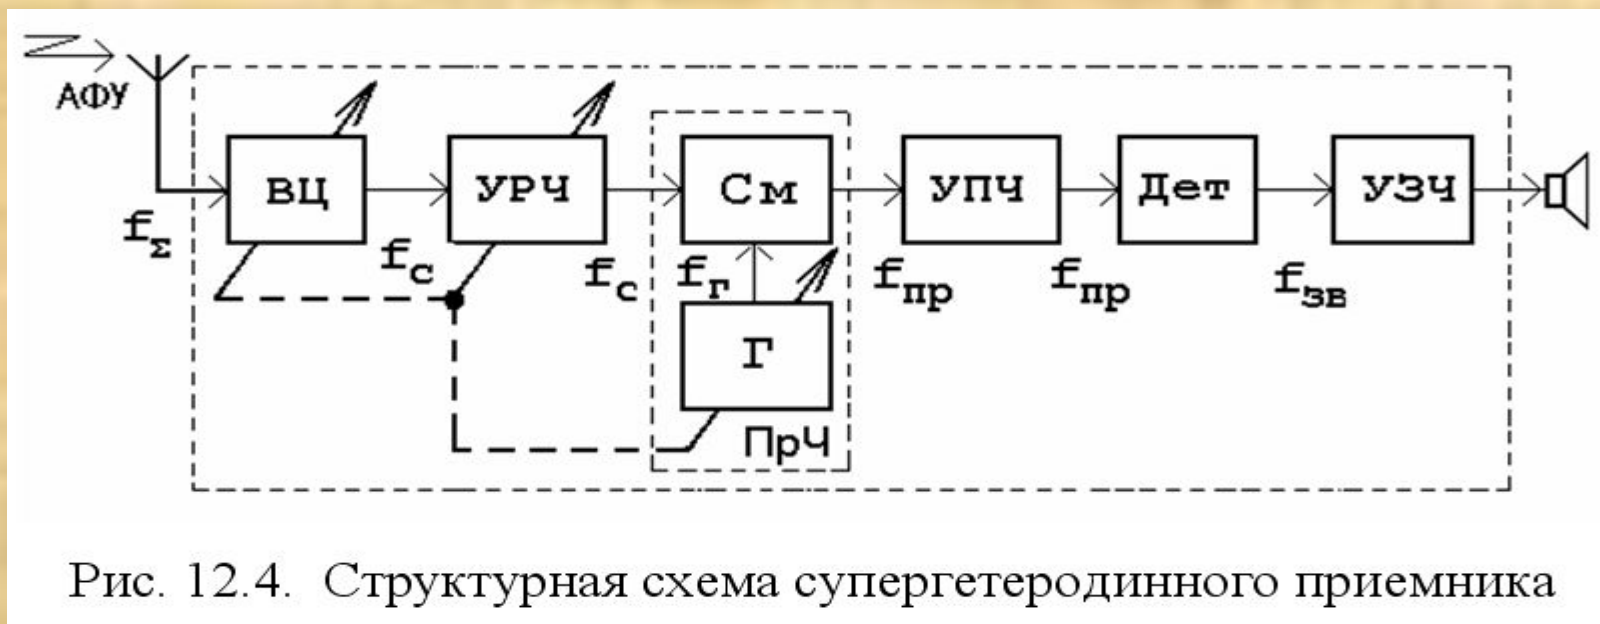 АФУ
ВЦ
УРЧ
См
УПЧ
Дет
УЗЧ
fΣ
fс
fс
fг
fпр
fпр
fзв
Г
ПрЧ
Рис. 12.4. Структурная схема супергетеродинного приемника